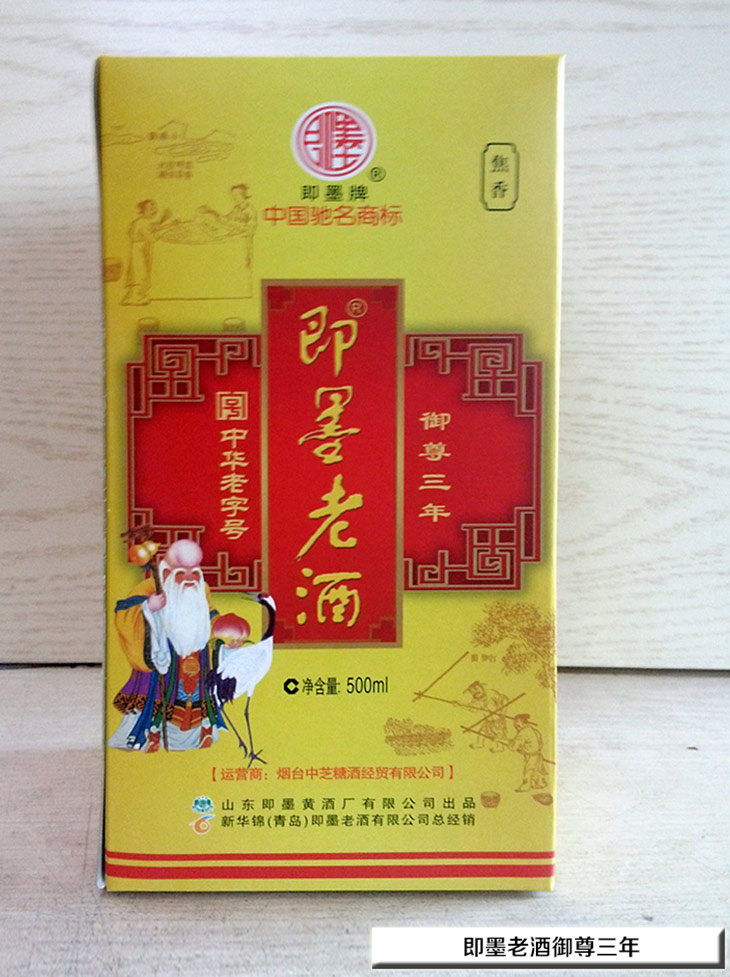 即墨
®
即墨牌
中国驰名商标
焦香
即墨老酒
®
中华老字号
御尊三年
净含量: 500ml
【运营商：烟台中芝糖酒经贸有限公司】
山东即墨黄酒厂有限公司出品
新华锦(青岛)即墨老酒有限公司总经销
即墨老酒御尊三年